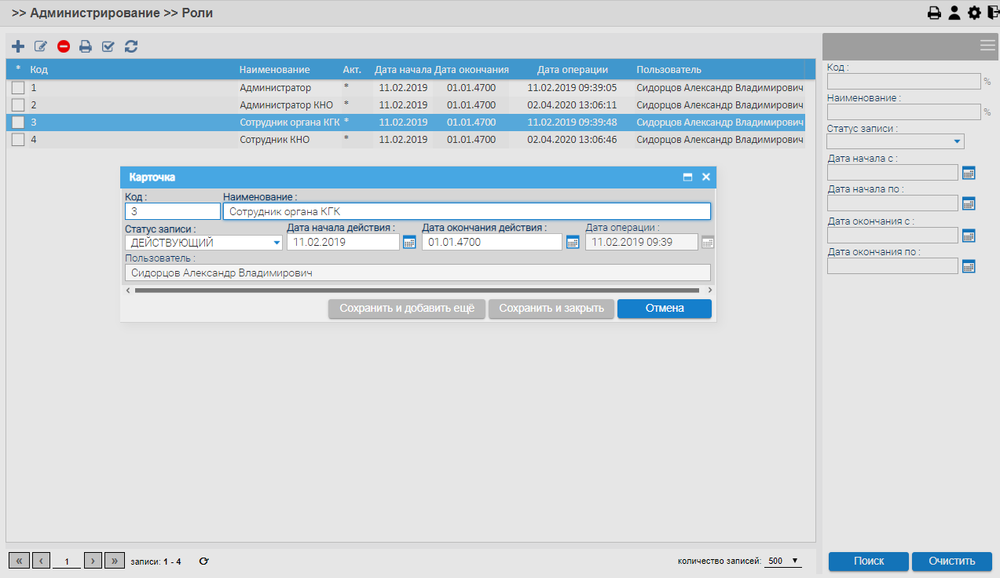 >> Администрирование >> Роли
* Код Наименование Акт. Дата начала Дата окончания Дата операции Пользователь
1 Администратор * 11.02.2019 01.01.4700 11.02.2019 09:39:05 Сидорцов Александр Владимирович
2 Администратор КНО * 11.02.2019 01.01.4700 02.04.2020 13:06:11 Сидорцов Александр Владимирович
3 Сотрудник органа КГК * 11.02.2019 01.01.4700 11.02.2019 09:39:48 Сидорцов Александр Владимирович
4 Сотрудник КНО * 11.02.2019 01.01.4700 02.04.2020 13:06:46 Сидорцов Александр Владимирович
Карточка
Код : Наименование :
3 Сотрудник органа КГК
Статус записи : Дата начала действия : Дата окончания действия : Дата операции :
ДЕЙСТВУЮЩИЙ 11.02.2019 01.01.4700 11.02.2019 09:39
Пользователь :
Сидорцов Александр Владимирович
Сохранить и добавить ещё Сохранить и закрыть Отмена
Код :
%
Наименование :
%
Статус записи :
Дата начала с :
Дата начала по :
Дата окончания с :
Дата окончания по :
« ‹ 1 › » записи: 1 - 4
количество записей: 500
Поиск Очистить